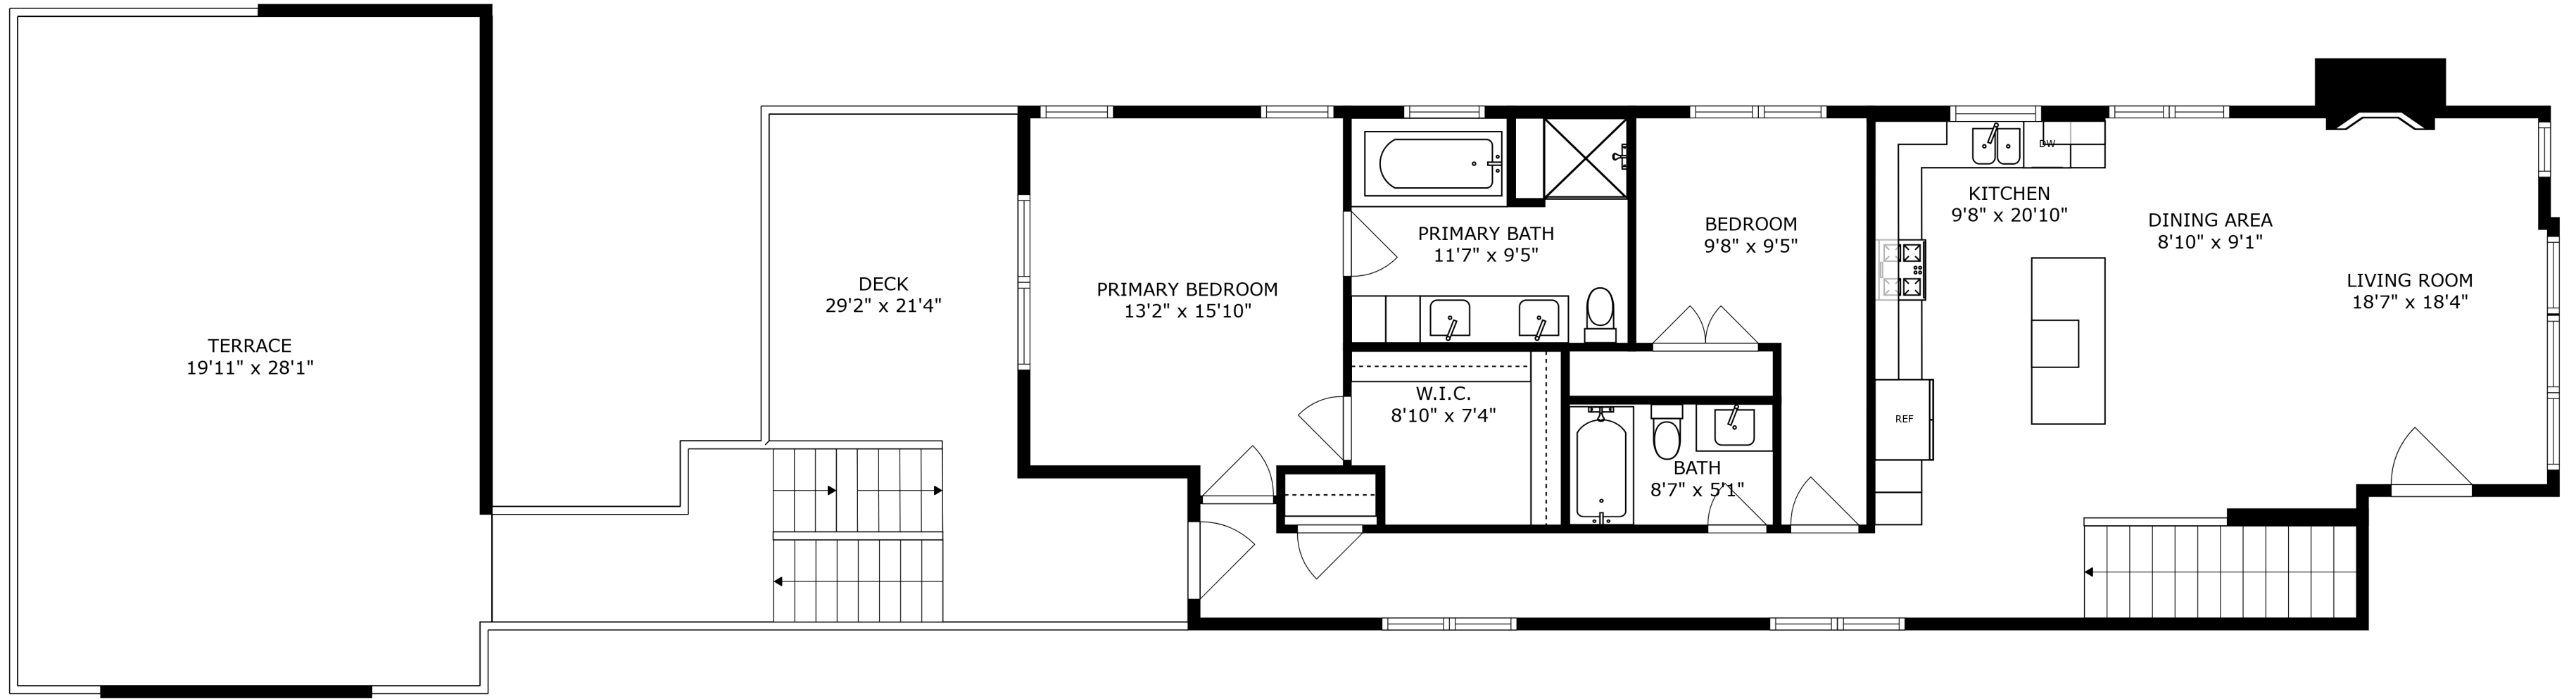 TERRACE
19'11" x 28'1"
DECK
29'2" x 21'4"
PRIMARY BEDROOM
13'2" x 15'10"
PRIMARY BATH
11'7" x 9'5"
W.I.C.
8'10" x 7'4"
BATH
8'7" x 5'1"
BEDROOM
9'8" x 9'5"
DW
KITCHEN
9'8" x 20'10"
REF
DINING AREA
8'10" x 9'1"
LIVING ROOM
18'7" x 18'4"